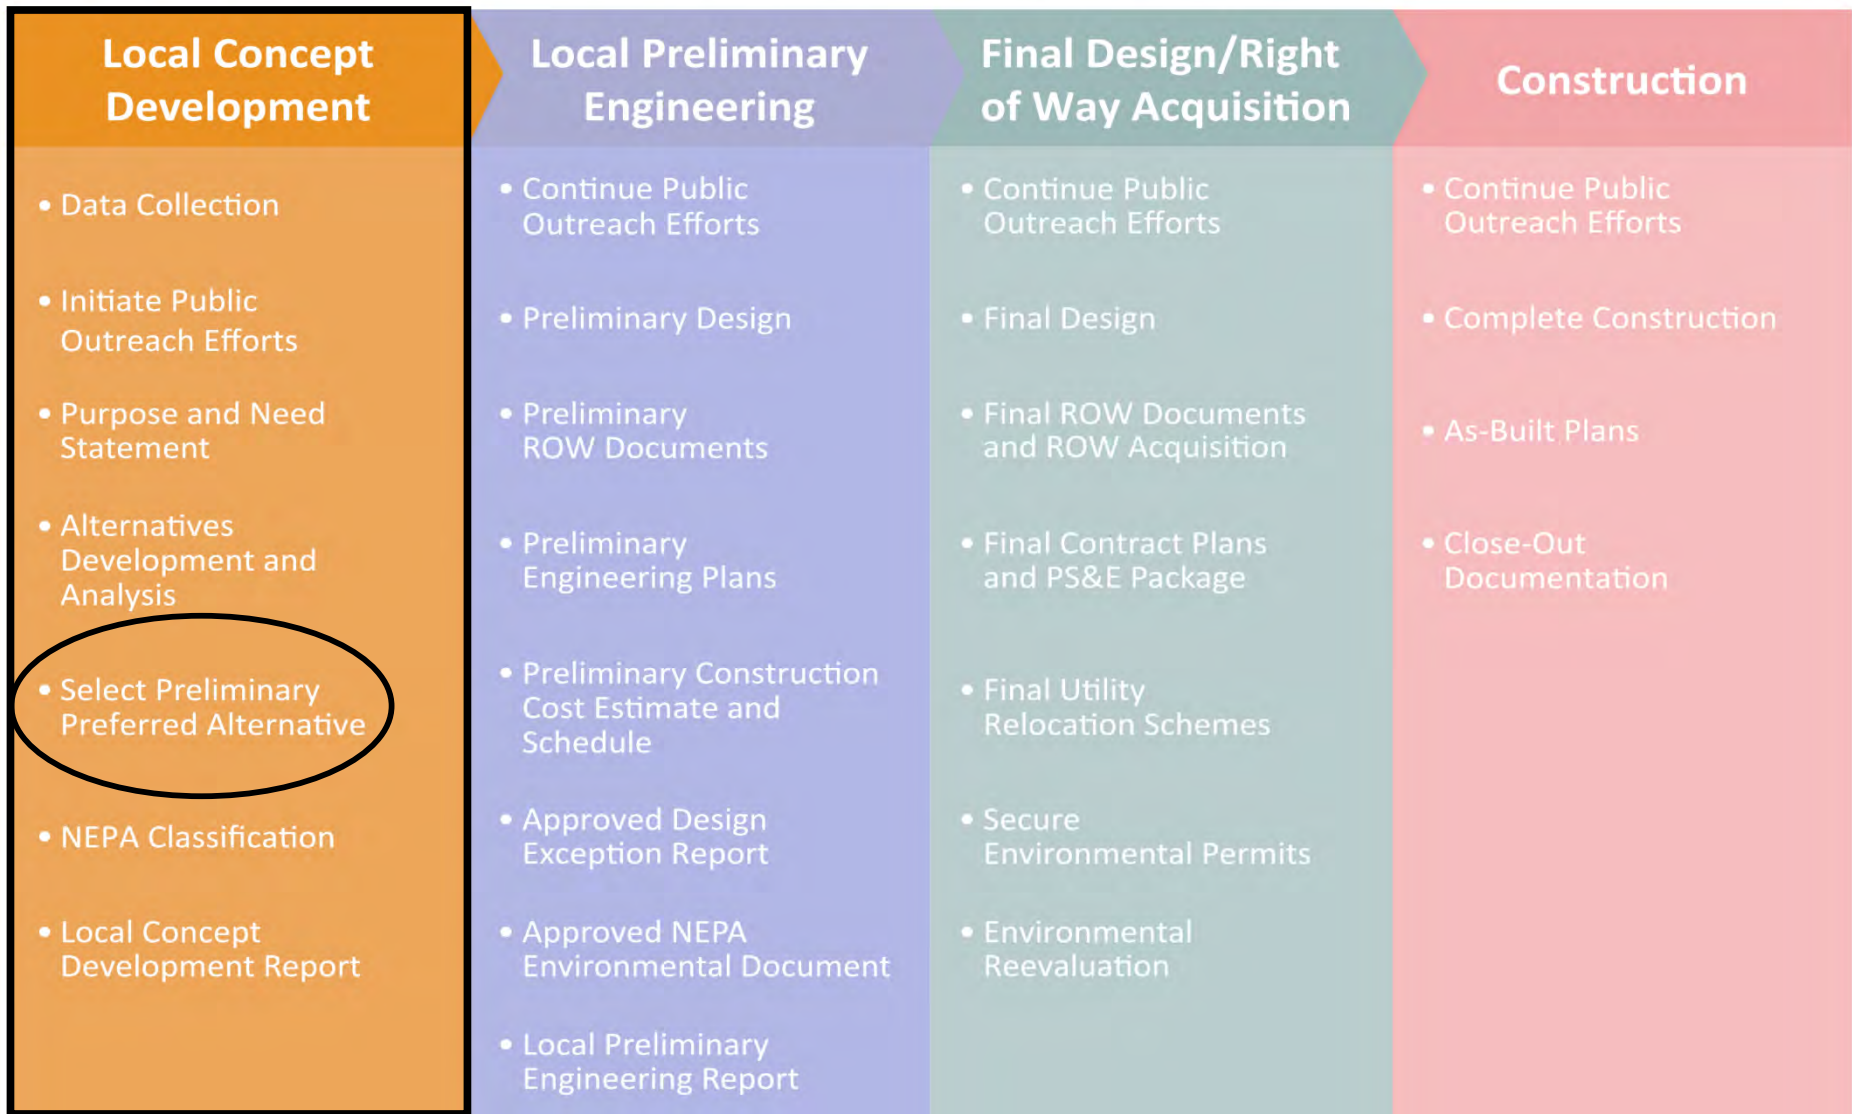 Local Concept
Development
• Data Collection
• Initiate Public
Outreach Efforts
• Purpose and Need
Statement
• Alternatives
Development and
Analysis
• Select Preliminary
Preferred Alternative
• NEPA Classification
• Local Concept
Development Report
Local Preliminary
Engineering
• Continue Public
Outreach Efforts
• Preliminary Design
• Preliminary
ROW Documents
• Preliminary
Engineering Plans
• Preliminary Construction
Cost Estimate and
Schedule
• Approved Design
Exception Report
• Approved NEPA
Environmental Document
• Local Preliminary
Engineering Report
Final Design/Right
of Way Acquisition
• Continue Public
Outreach Efforts
• Final Design
• Final ROW Documents
and ROW Acquisition
• Final Contract Plans
and PS&E Package
• Final Utility
Relocation Schemes
• Secure
Environmental Permits
• Environmental
Reevaluation
Construction
• Continue Public
Outreach Efforts
• Complete Construction
• As-Built Plans
• Close-Out
Documentation